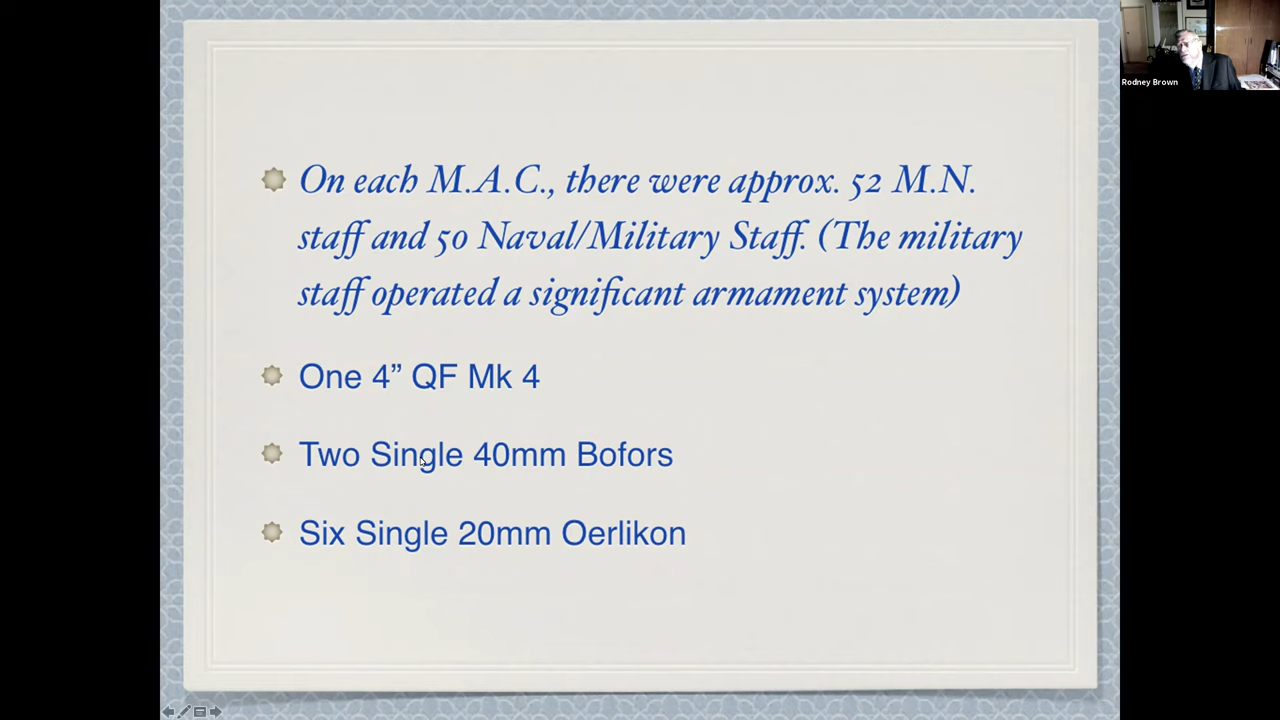 On each M.A.C., there were approx. 52 M.N.
staff and 50 Naval/Military Staff. (The military
staff operated a significant armament system)
One 4” QF Mk 4
Two Single 40mm Bofors
Six Single 20mm Oerlikon
Rodney Brown